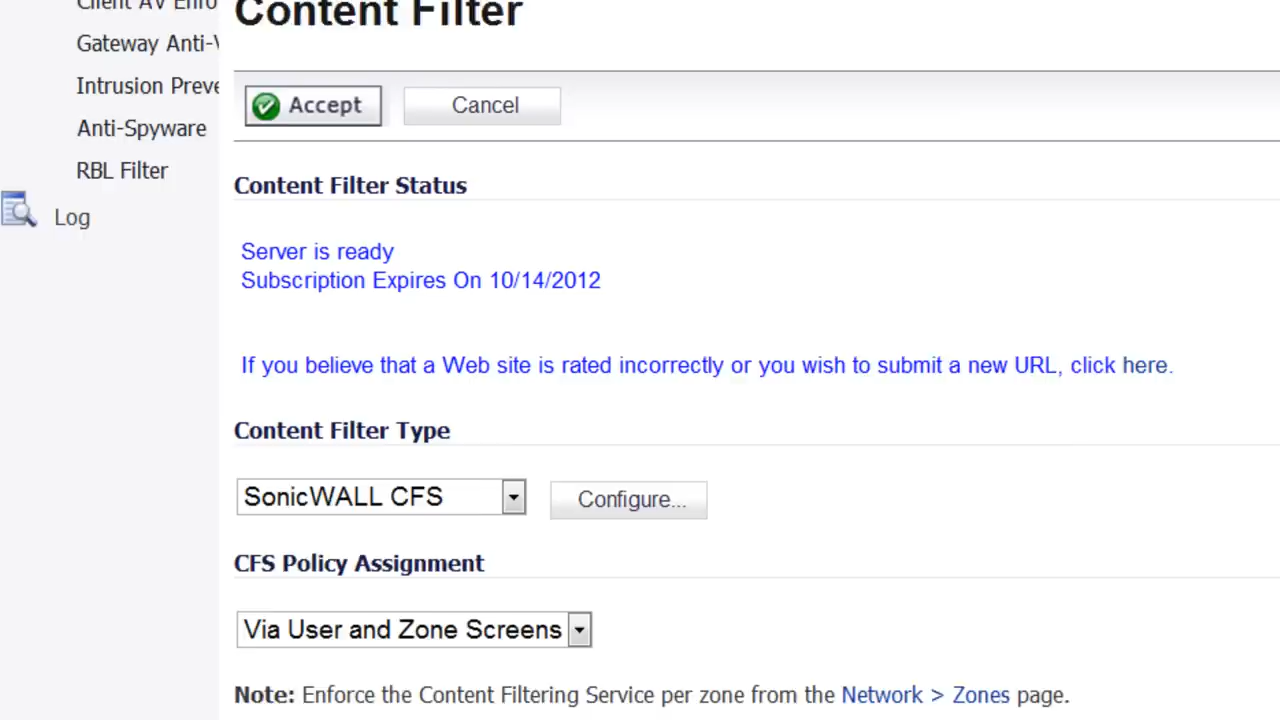 Content Filter
Client AV Enfo
Gateway Anti-V
Intrusion Preve
Anti-Spyware
RBL Filter
Log
Accept
Cancel
Content Filter Status
Server is ready
Subscription Expires On 10/14/2012
If you believe that a Web site is rated incorrectly or you wish to submit a new URL, click here.
Content Filter Type
SonicWALL CFS
Configure...
CFS Policy Assignment
Via User and Zone Screens
Note: Enforce the Content Filtering Service per zone from the Network > Zones page.